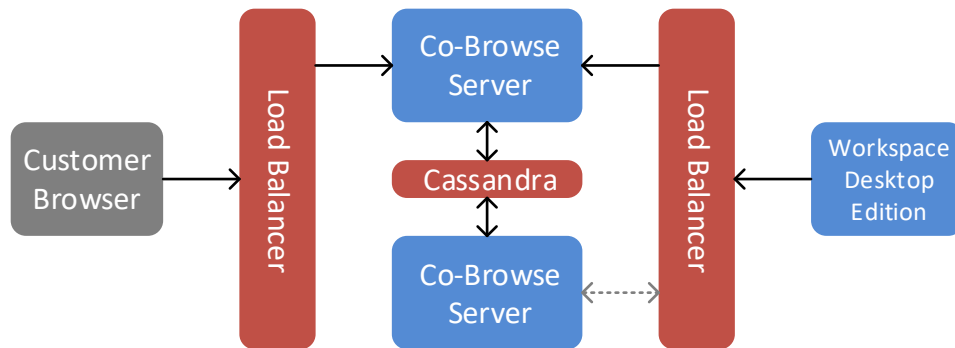 Customer
Browser
Load Balancer
Co-Browse
Server
Cassandra
Co-Browse
Server
Load Balancer
Workspace
Desktop
Edition